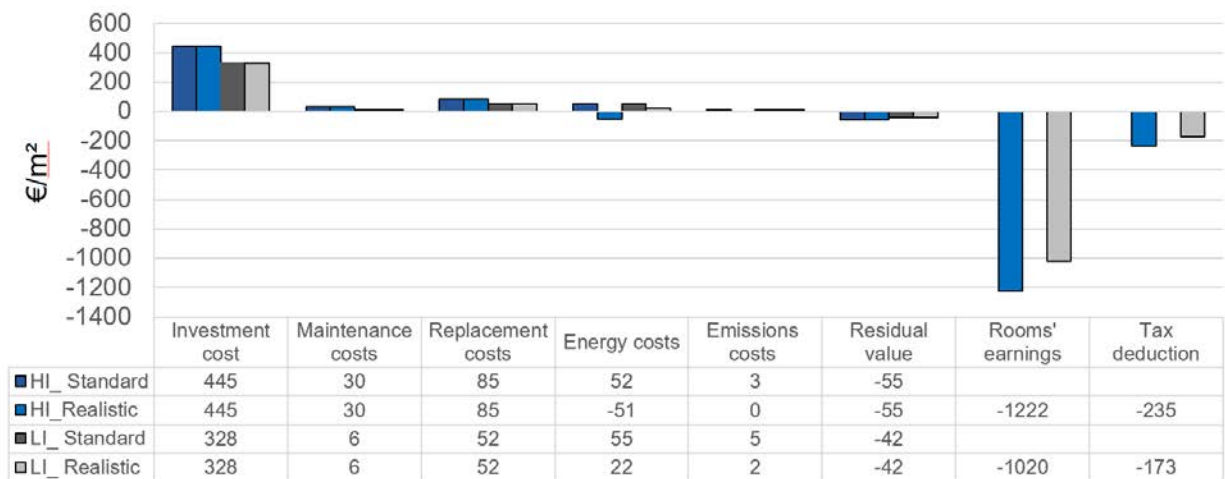 600
400
200
0
-200
-400
-600
-800
-1000
-1200
-1400
€/m²
Investment cost Maintenance costs Replacement costs Energy costs Emissions costs Residual value Rooms' earnings Tax deduction
HI_ Standard 445 30 85 52 3 -55
HI_Realistic 445 30 85 -51 0 -55 -1222 -235
LI_ Standard 328 6 52 55 5 -42
LI_ Realistic 328 6 52 22 2 -42 -1020 -173